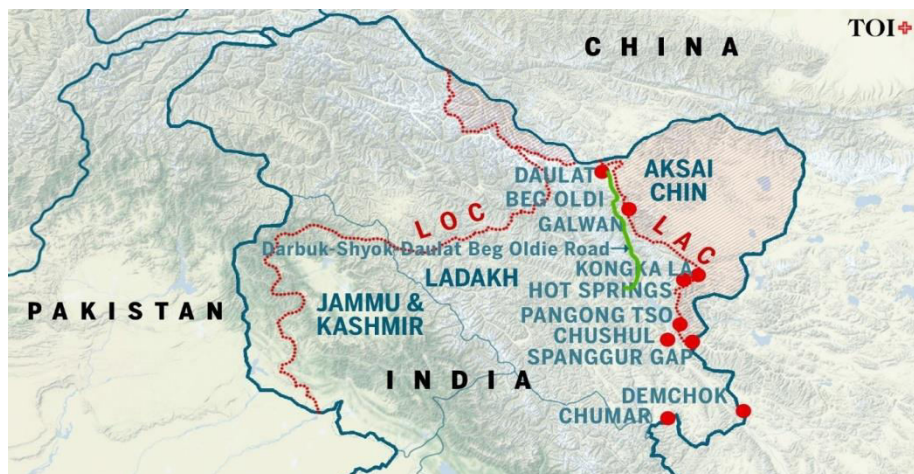 TOI+
CHINA
DAULAT
BEG OLDI
AKSAI
CHIN
GALWAN
LOC
LAC
Darbuk-Shyok-Daulat Beg Oldie Road→
KONGKA LA
LADAKH
HOT SPRINGS
PAKISTAN
JAMMU &
KASHMIR
PANGONG TSO
CHUSHUL
SPANGGUR GAP
INDIA
DEMCHOK
CHUMAR